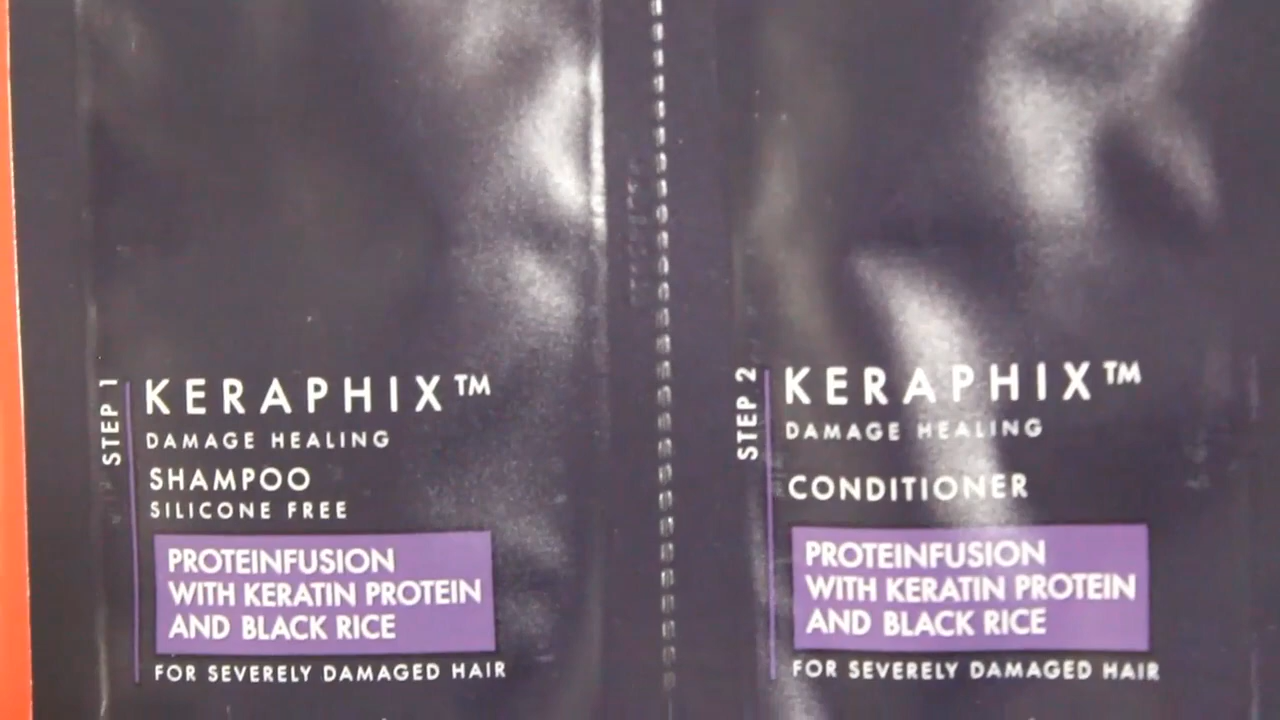 STEP 1
KERAPHIX™
DAMAGE HEALING
SHAMPOO
SILICONE FREE
PROTEINFUSION
WITH KERATIN PROTEIN
AND BLACK RICE
FOR SEVERELY DAMAGED HAIR
STEP 2
KERAPHIX™
DAMAGE HEALING
CONDITIONER
PROTEINFUSION
WITH KERATIN PROTEIN
AND BLACK RICE
FOR SEVERELY DAMAGED HAIR